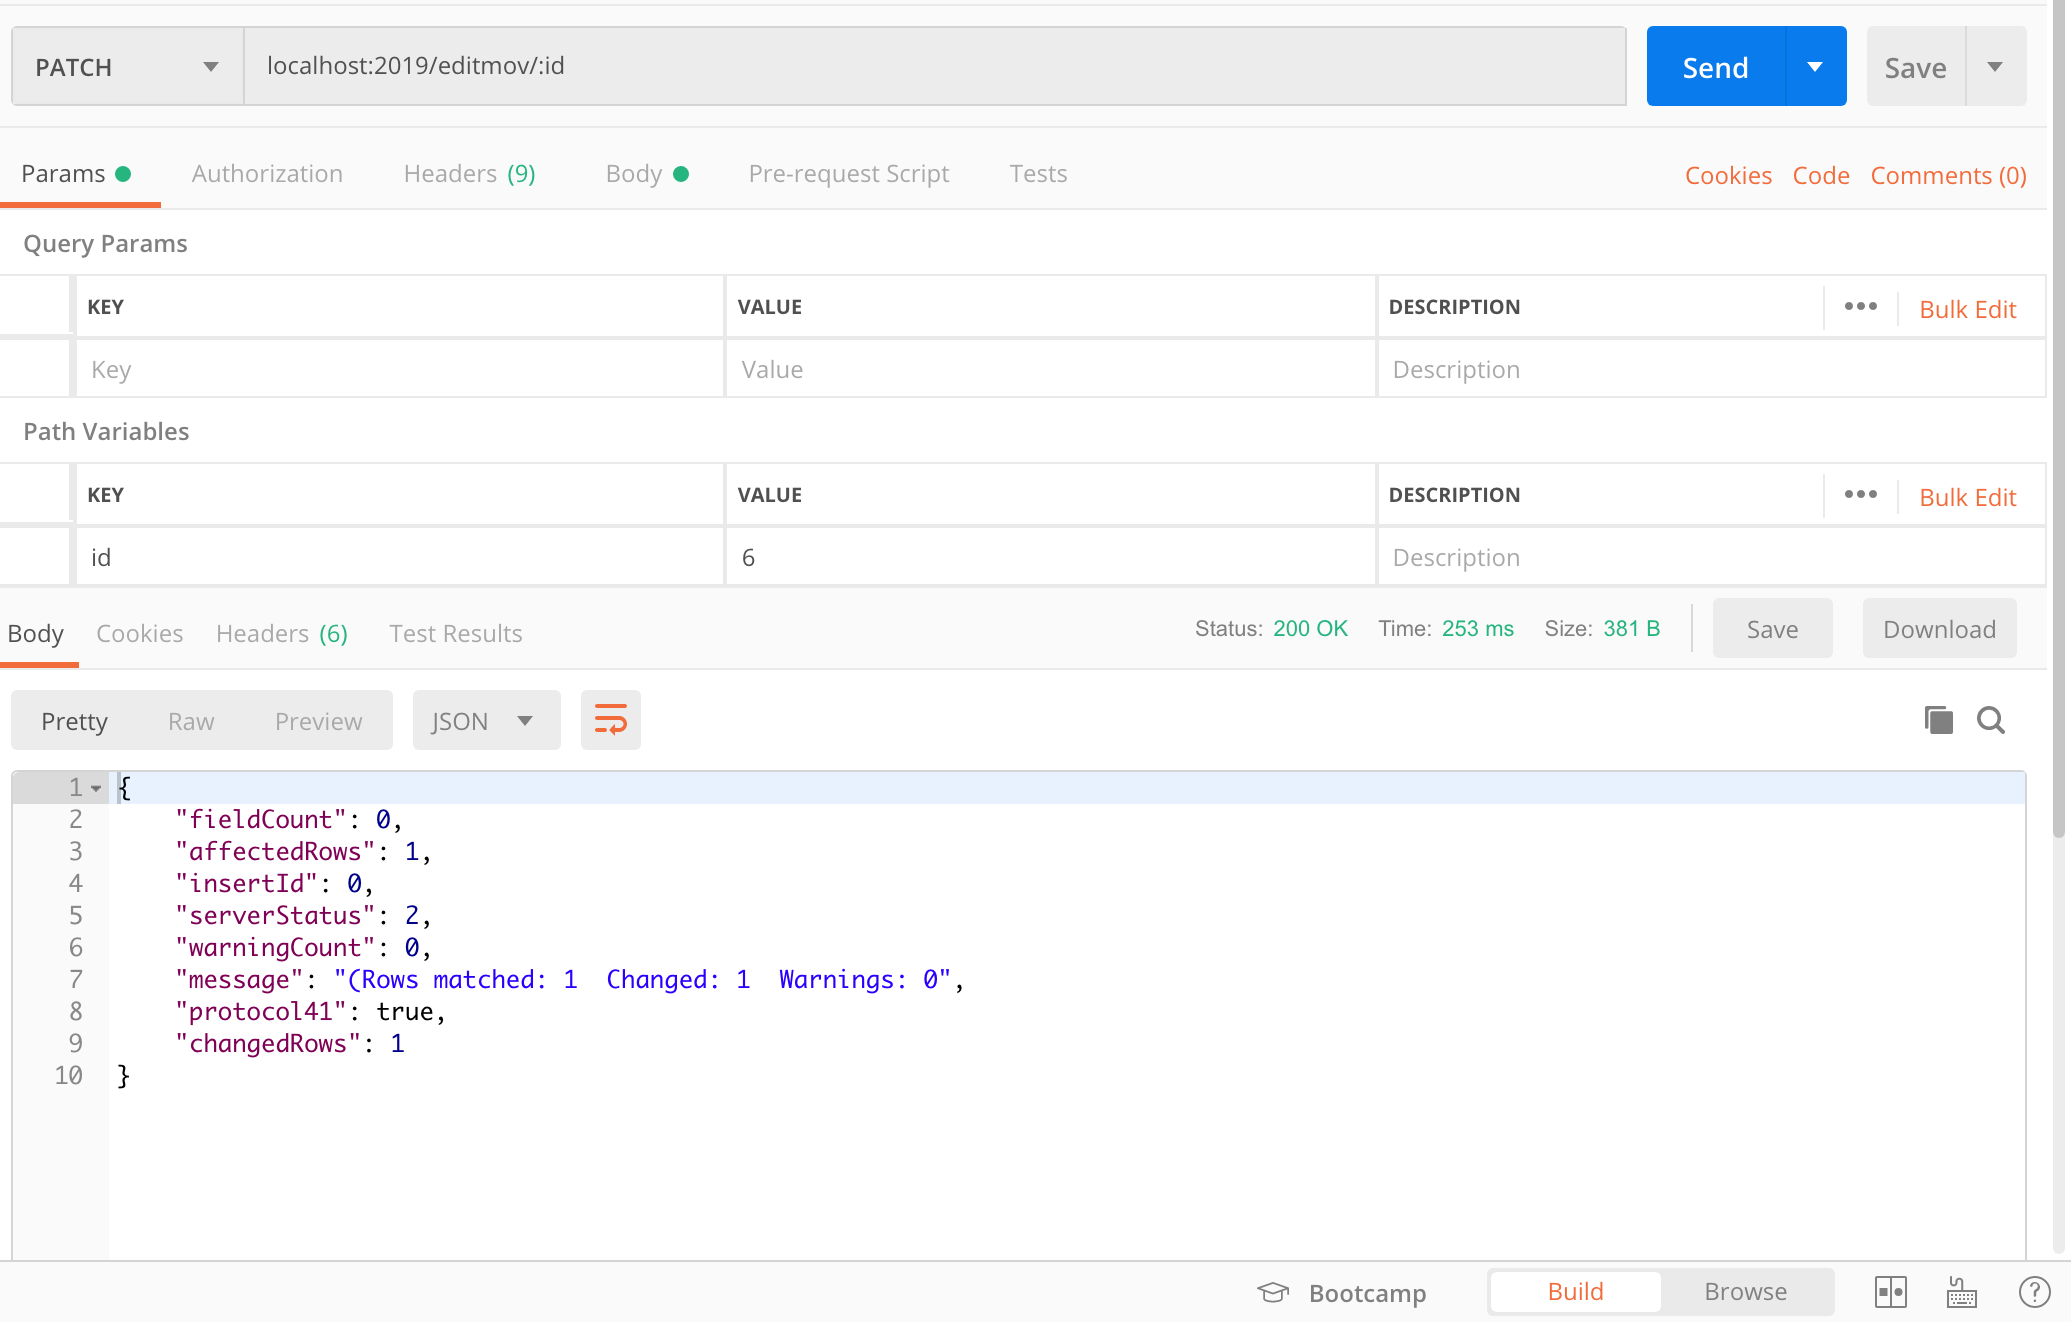 PATCH localhost:2019/editmov/:id Send Save
Params Authorization Headers (9) Body Pre-request Script Tests Cookies Code Comments (0)
Query Params
KEY VALUE DESCRIPTION ••• Bulk Edit
Key Value Description
Path Variables
KEY VALUE DESCRIPTION ••• Bulk Edit
id 6 Description
Body Cookies Headers (6) Test Results Status: 200 OK Time: 253 ms Size: 381 B Save Download
Pretty Raw Preview JSON
1 {
2 "fieldCount": 0,
3 "affectedRows": 1,
4 "insertId": 0,
5 "serverStatus": 2,
6 "warningCount": 0,
7 "message": "(Rows matched: 1  Changed: 1  Warnings: 0",
8 "protocol41": true,
9 "changedRows": 1
10 }
Bootcamp Build Browse ?